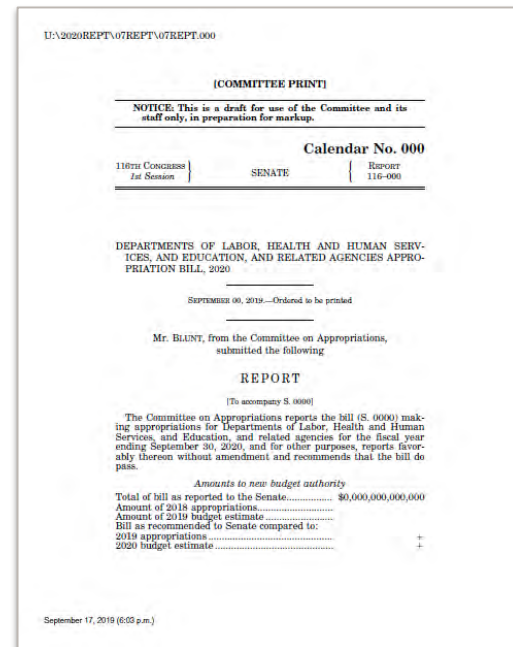 U:\2020REPT\07REPT\07REPT.000
[COMMITTEE PRINT]
NOTICE: This is a draft for use of the Committee and its
staff only, in preparation for markup.
Calendar No. 000
116TH CONGRESS
1st Session
SENATE
REPORT
116–000
DEPARTMENTS OF LABOR, HEALTH AND HUMAN SERV-
ICES, AND EDUCATION, AND RELATED AGENCIES APPRO-
PRIATION BILL, 2020
SEPTEMBER 00, 2019.—Ordered to be printed
Mr. BLUNT, from the Committee on Appropriations,
submitted the following
REPORT
[To accompany S. 0000]
The Committee on Appropriations reports the bill (S. 0000) mak-
ing appropriations for Departments of Labor, Health and Human
Services, and Education, and related agencies for the fiscal year
ending September 30, 2020, and for other purposes, reports favor-
ably thereon without amendment and recommends that the bill do
pass.
Amounts to new budget authority
Total of bill as reported to the Senate................. $0,000,000,000,000
Amount of 2018 appropriations.............................
Amount of 2019 budget estimate..........................
Bill as recommended to Senate compared to:
2019 appropriations............................................... +
2020 budget estimate............................................. +
September 17, 2019 (6:03 p.m.)